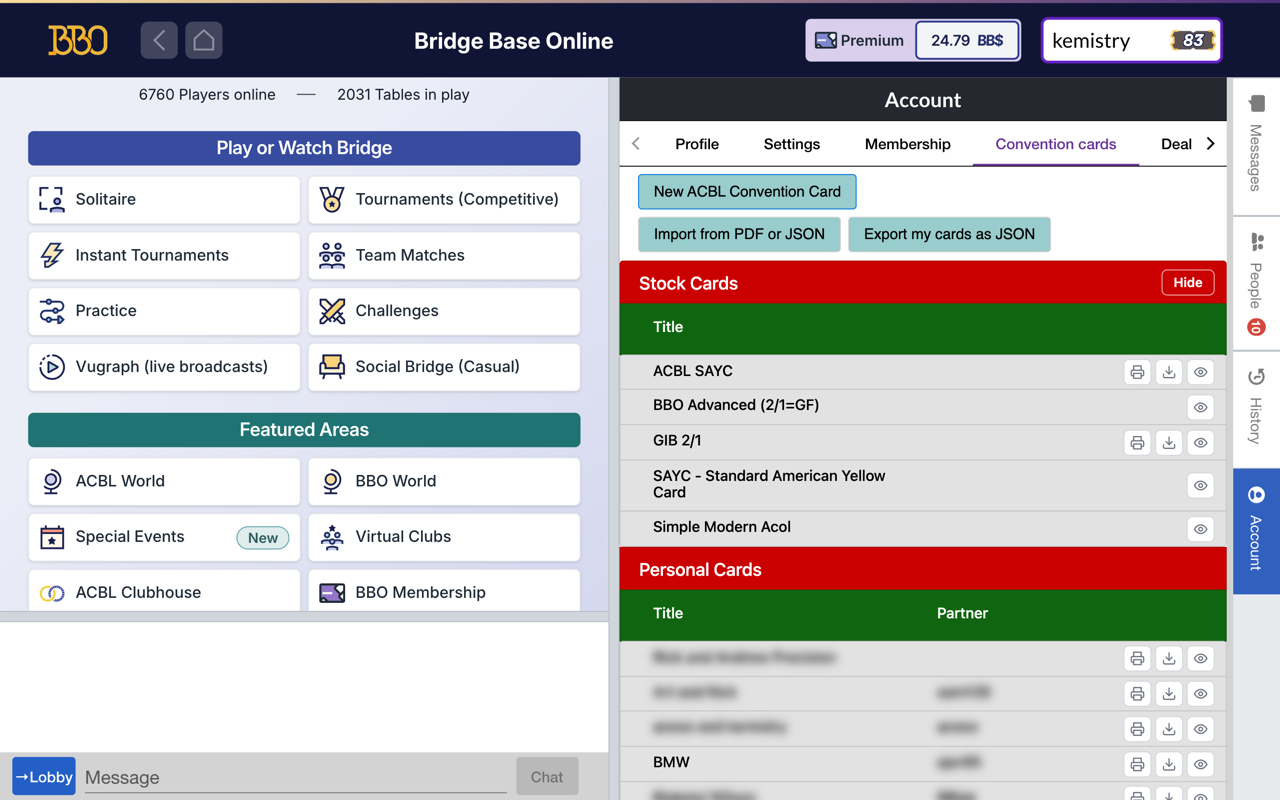 BBO
Bridge Base Online
Premium
24.79 BB$
kemistry
83
6760 Players online — 2031 Tables in play
Play or Watch Bridge
Solitaire
Tournaments (Competitive)
Instant Tournaments
Team Matches
Practice
Challenges
Vugraph (live broadcasts)
Social Bridge (Casual)
Featured Areas
ACBL World
BBO World
Special Events
New
Virtual Clubs
ACBL Clubhouse
BBO Membership
→Lobby
Message
Chat
Account
Profile
Settings
Membership
Convention cards
Deal
New ACBL Convention Card
Import from PDF or JSON
Export my cards as JSON
Stock Cards
Hide
Title
ACBL SAYC
BBO Advanced (2/1=GF)
GIB 2/1
SAYC - Standard American Yellow
Card
Simple Modern Acol
Personal Cards
Title
Partner
BMW
Messages
People
10
History
Account